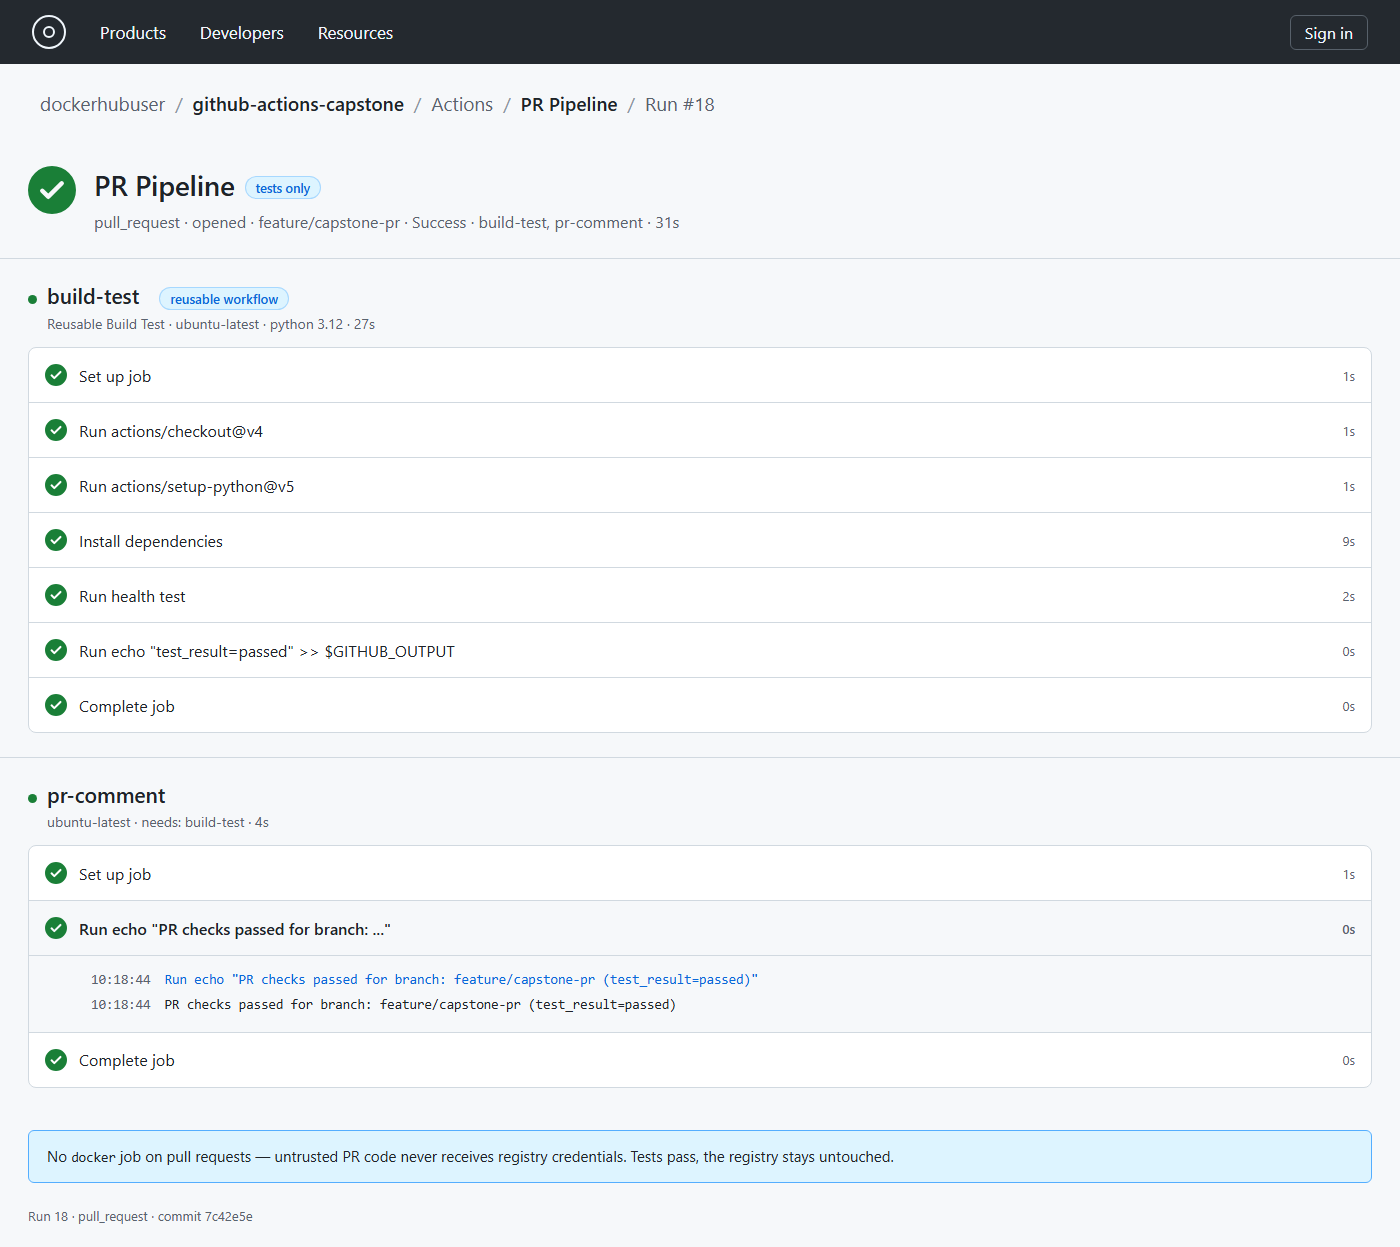 Products Developers Resources Sign in
dockerhubuser / github-actions-capstone / Actions / PR Pipeline / Run #18
PR Pipeline tests only
pull_request · opened · feature/capstone-pr · Success · build-test, pr-comment · 31s
build-test reusable workflow
Reusable Build Test · ubuntu-latest · python 3.12 · 27s
Set up job 1s
Run actions/checkout@v4 1s
Run actions/setup-python@v5 1s
Install dependencies 9s
Run health test 2s
Run echo "test_result=passed" >> $GITHUB_OUTPUT 0s
Complete job 0s
pr-comment
ubuntu-latest · needs: build-test · 4s
Set up job 1s
Run echo "PR checks passed for branch: ..." 0s
10:18:44 Run echo "PR checks passed for branch: feature/capstone-pr (test_result=passed)"
10:18:44 PR checks passed for branch: feature/capstone-pr (test_result=passed)
Complete job 0s
No docker job on pull requests — untrusted PR code never receives registry credentials. Tests pass, the registry stays untouched.
Run 18 · pull_request · commit 7c42e5e